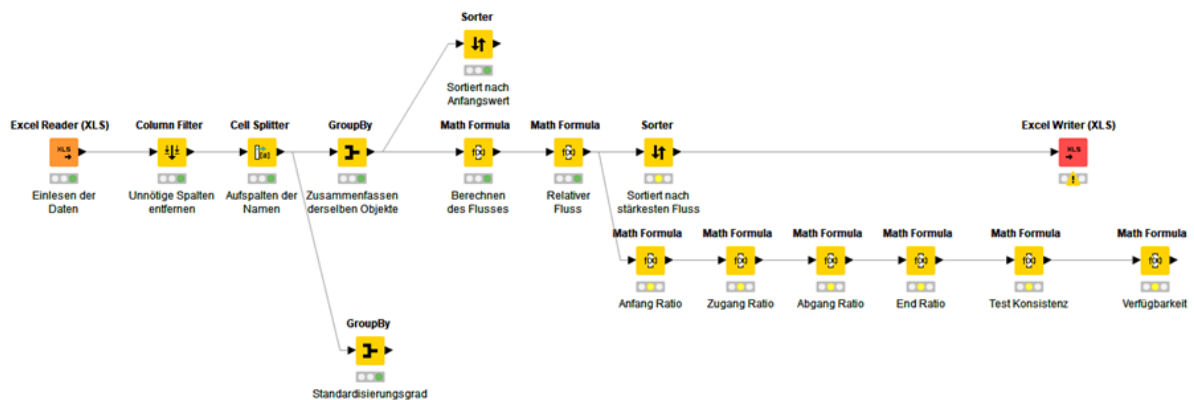 Sorter
Sortiert nach
Anfangswert
Excel Reader (XLS)
XLS
Einlesen der
Daten
Column Filter
Unnötige Spalten
entfernen
Cell Splitter
[a]
Aufspalten der
Namen
GroupBy
Zusammenfassen
derselben Objekte
Math Formula
f(x)
Berechnen
des Flusses
Math Formula
f(x)
Relativer
Fluss
Sorter
Sortiert nach
stärksten Fluss
Excel Writer (XLS)
XLS
!
Math Formula
f(x)
Anfang Ratio
Math Formula
f(x)
Zugang Ratio
Math Formula
f(x)
Abgang Ratio
Math Formula
f(x)
End Ratio
Math Formula
f(x)
Test Konsistenz
Math Formula
f(x)
Verfügbarkeit
GroupBy
Standardisierungsgrad